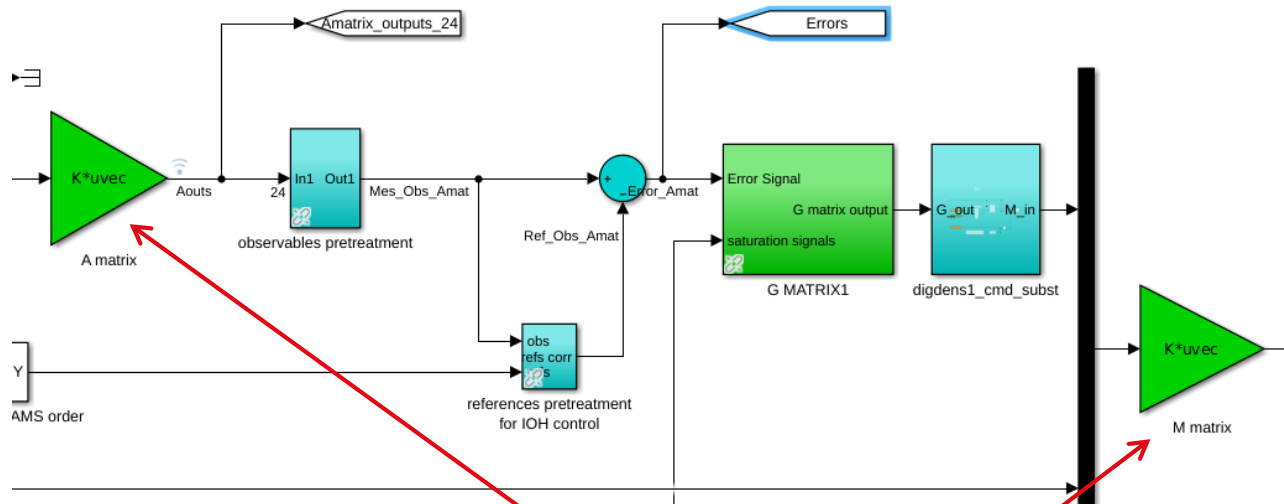 Amatrix_outputs_24
Errors
K*uvec
Aouts
24
In1
Out1
Mes_Obs_Amat
observables pretreatment
A matrix
+
-
Error_Amat
Ref_Obs_Amat
Error Signal
G matrix output
saturation signals
G MATRIX1
G_out
M_in
digdens1_cmd_subst
K*uvec
M matrix
obs
refs corr
Y
AMS order
references pretreatment
for IOH control